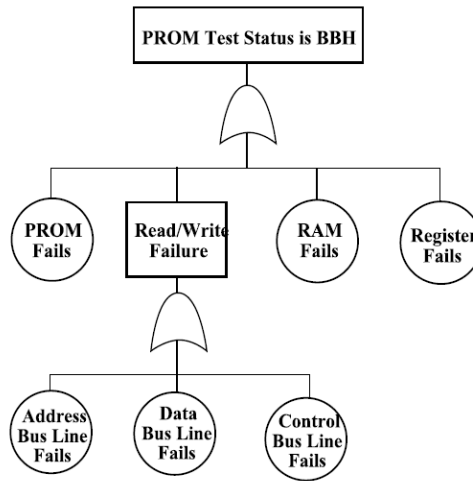 PROM Test Status is BBH
PROM
Fails
Read/Write
Failure
RAM
Fails
Register
Fails
Address
Bus Line
Fails
Data
Bus Line
Fails
Control
Bus Line
Fails